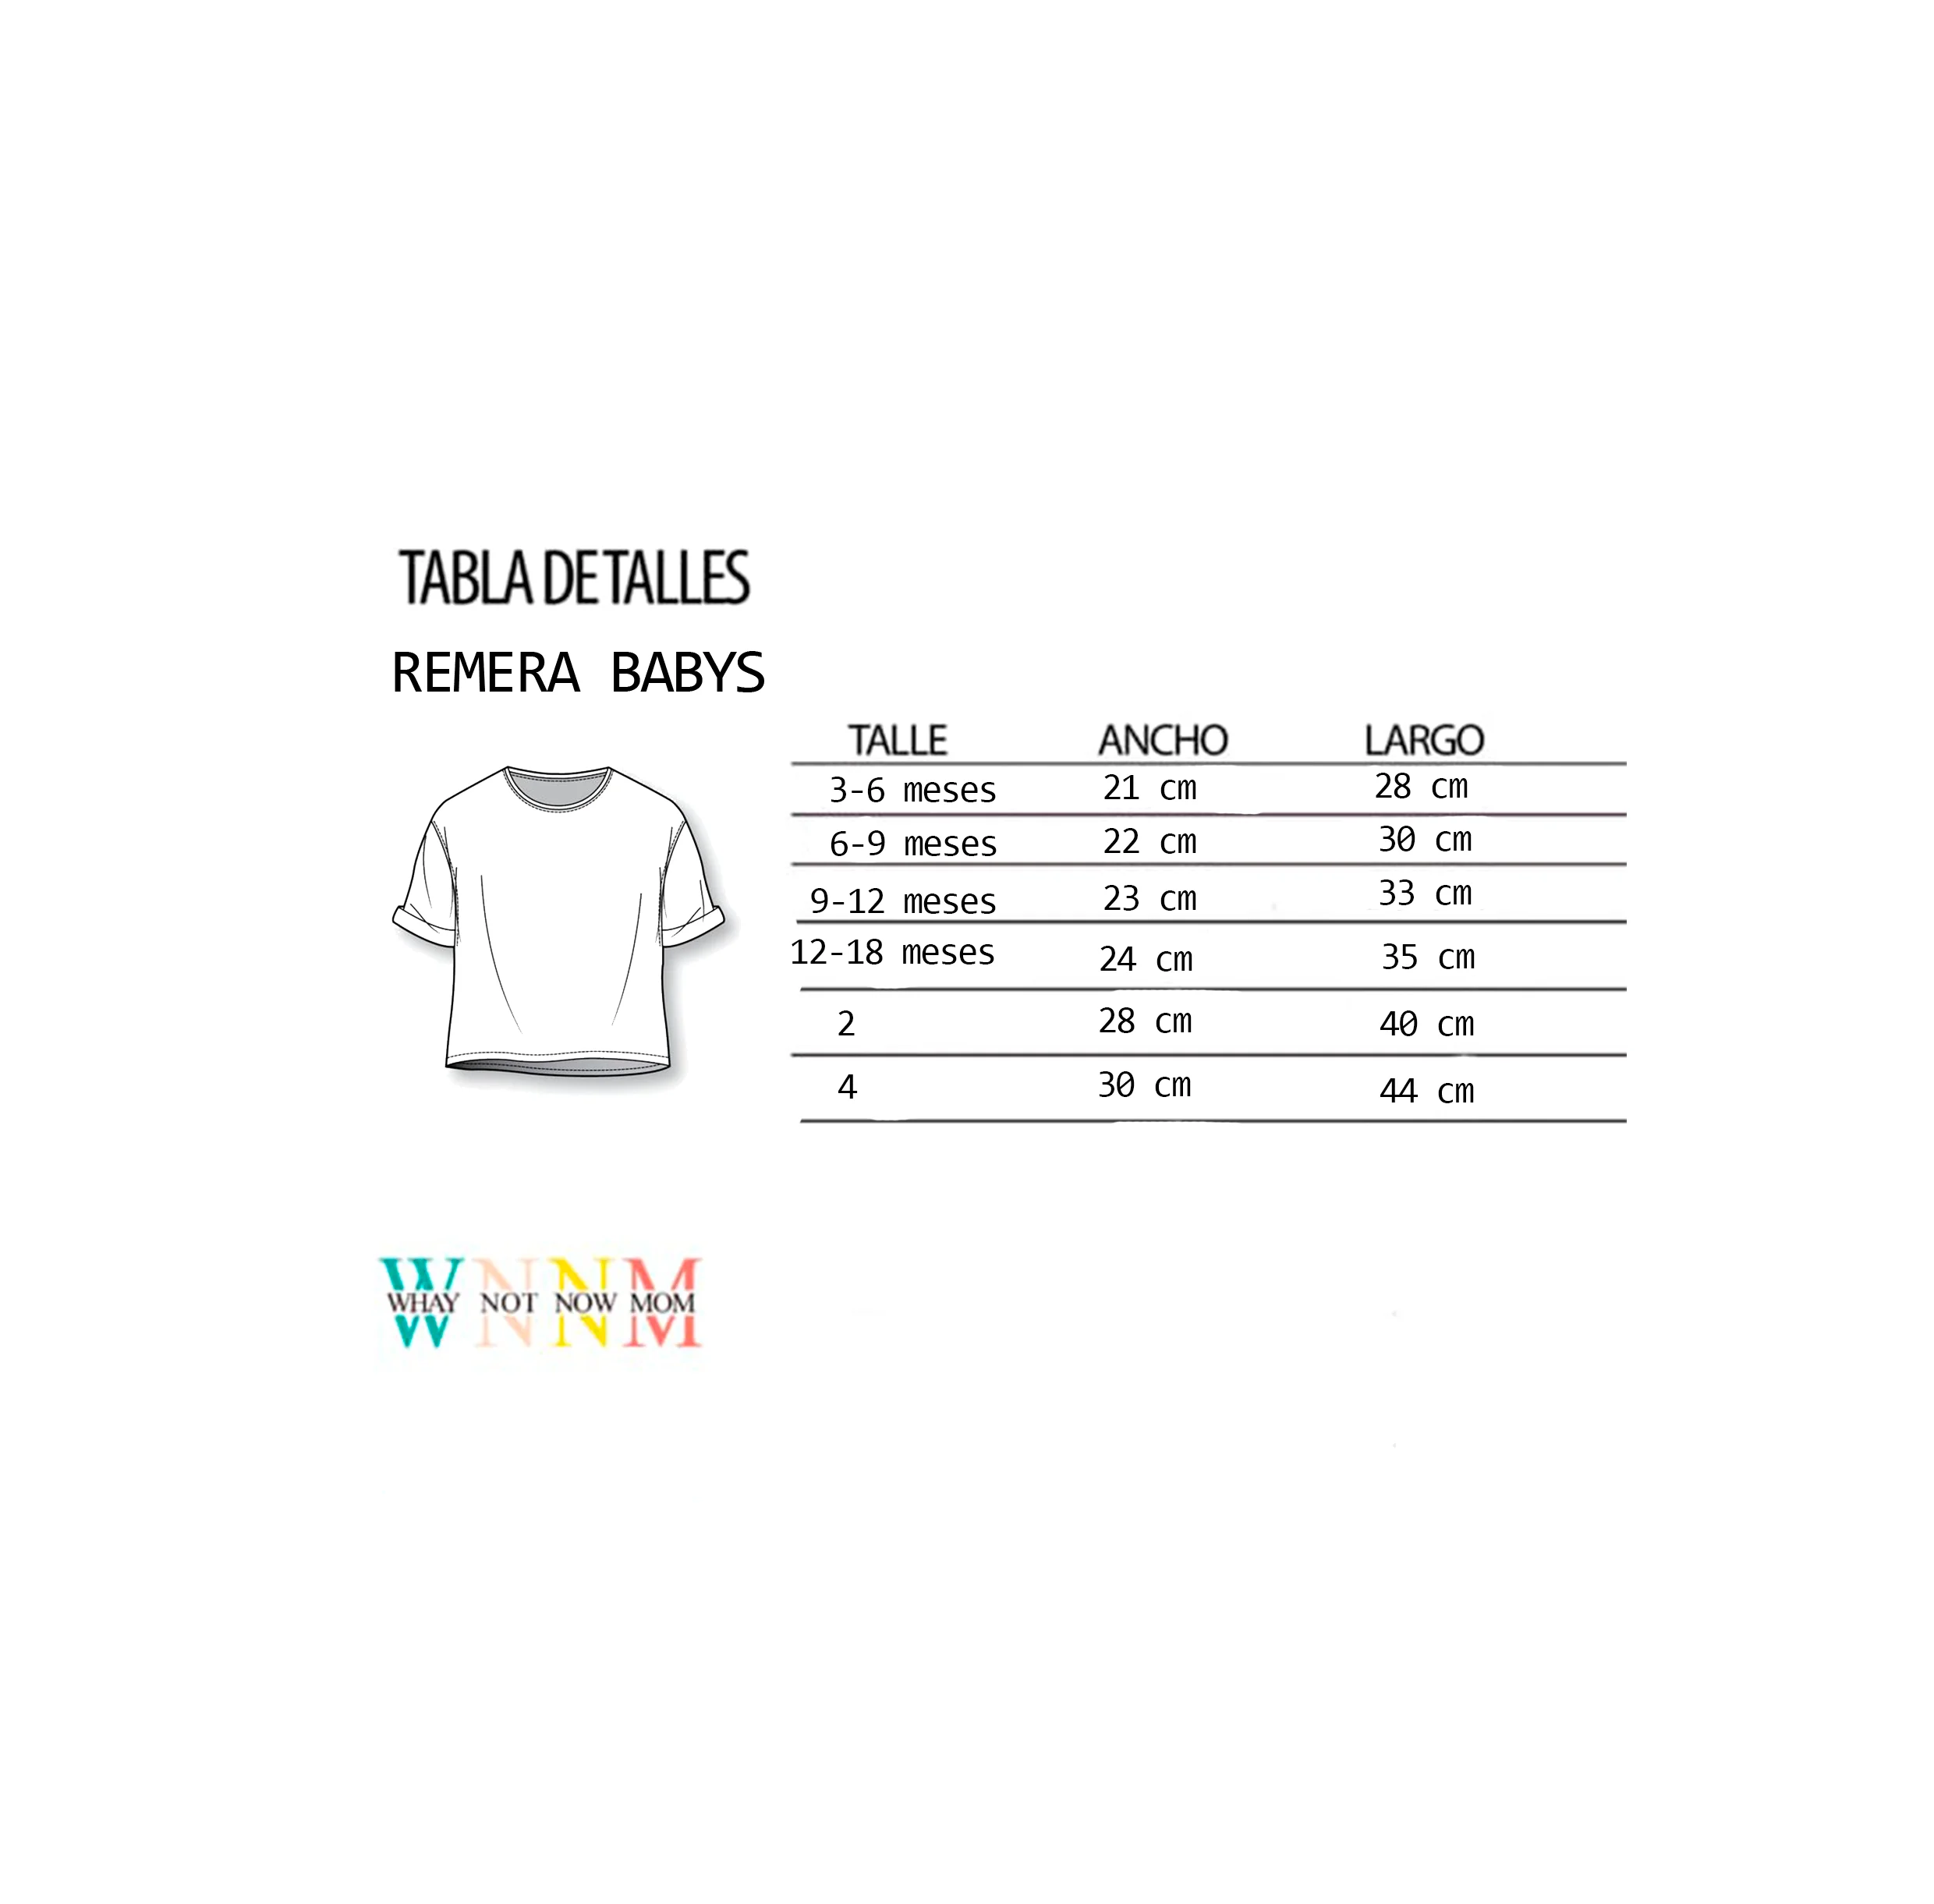 TABLA DE TALLES
REMERA BABYS
TALLE ANCHO LARGO
3-6 meses 21 cm 28 cm
6-9 meses 22 cm 30 cm
9-12 meses 23 cm 33 cm
12-18 meses 24 cm 35 cm
2 28 cm 40 cm
4 30 cm 44 cm
W N N M
WHAY NOT NOW MOM